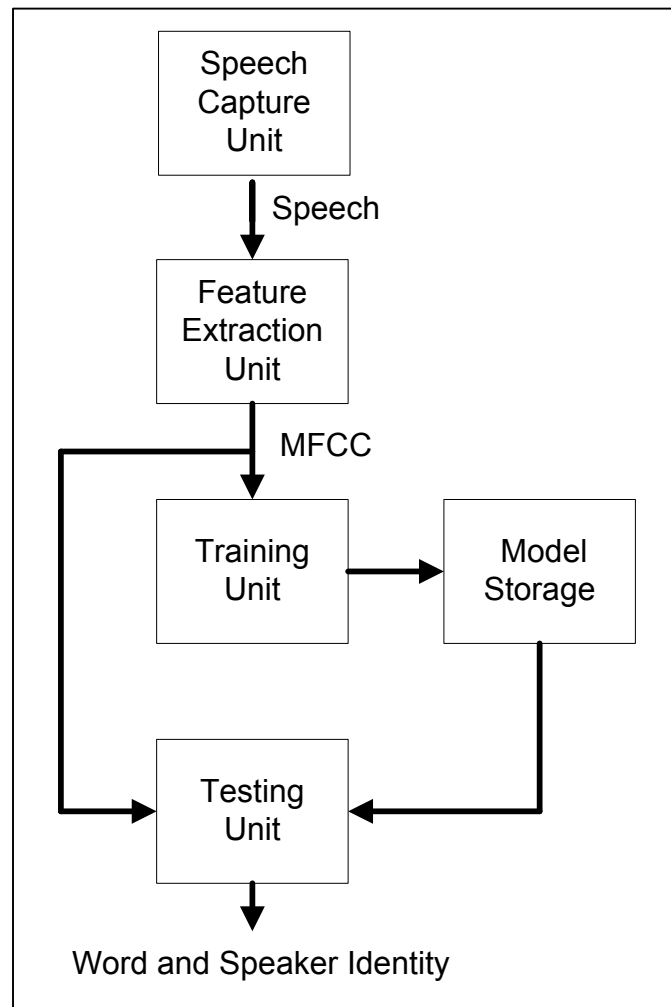 Speech
Capture
Unit
Speech
Feature
Extraction
Unit
MFCC
Training
Unit
Model
Storage
Testing
Unit
Word and Speaker Identity